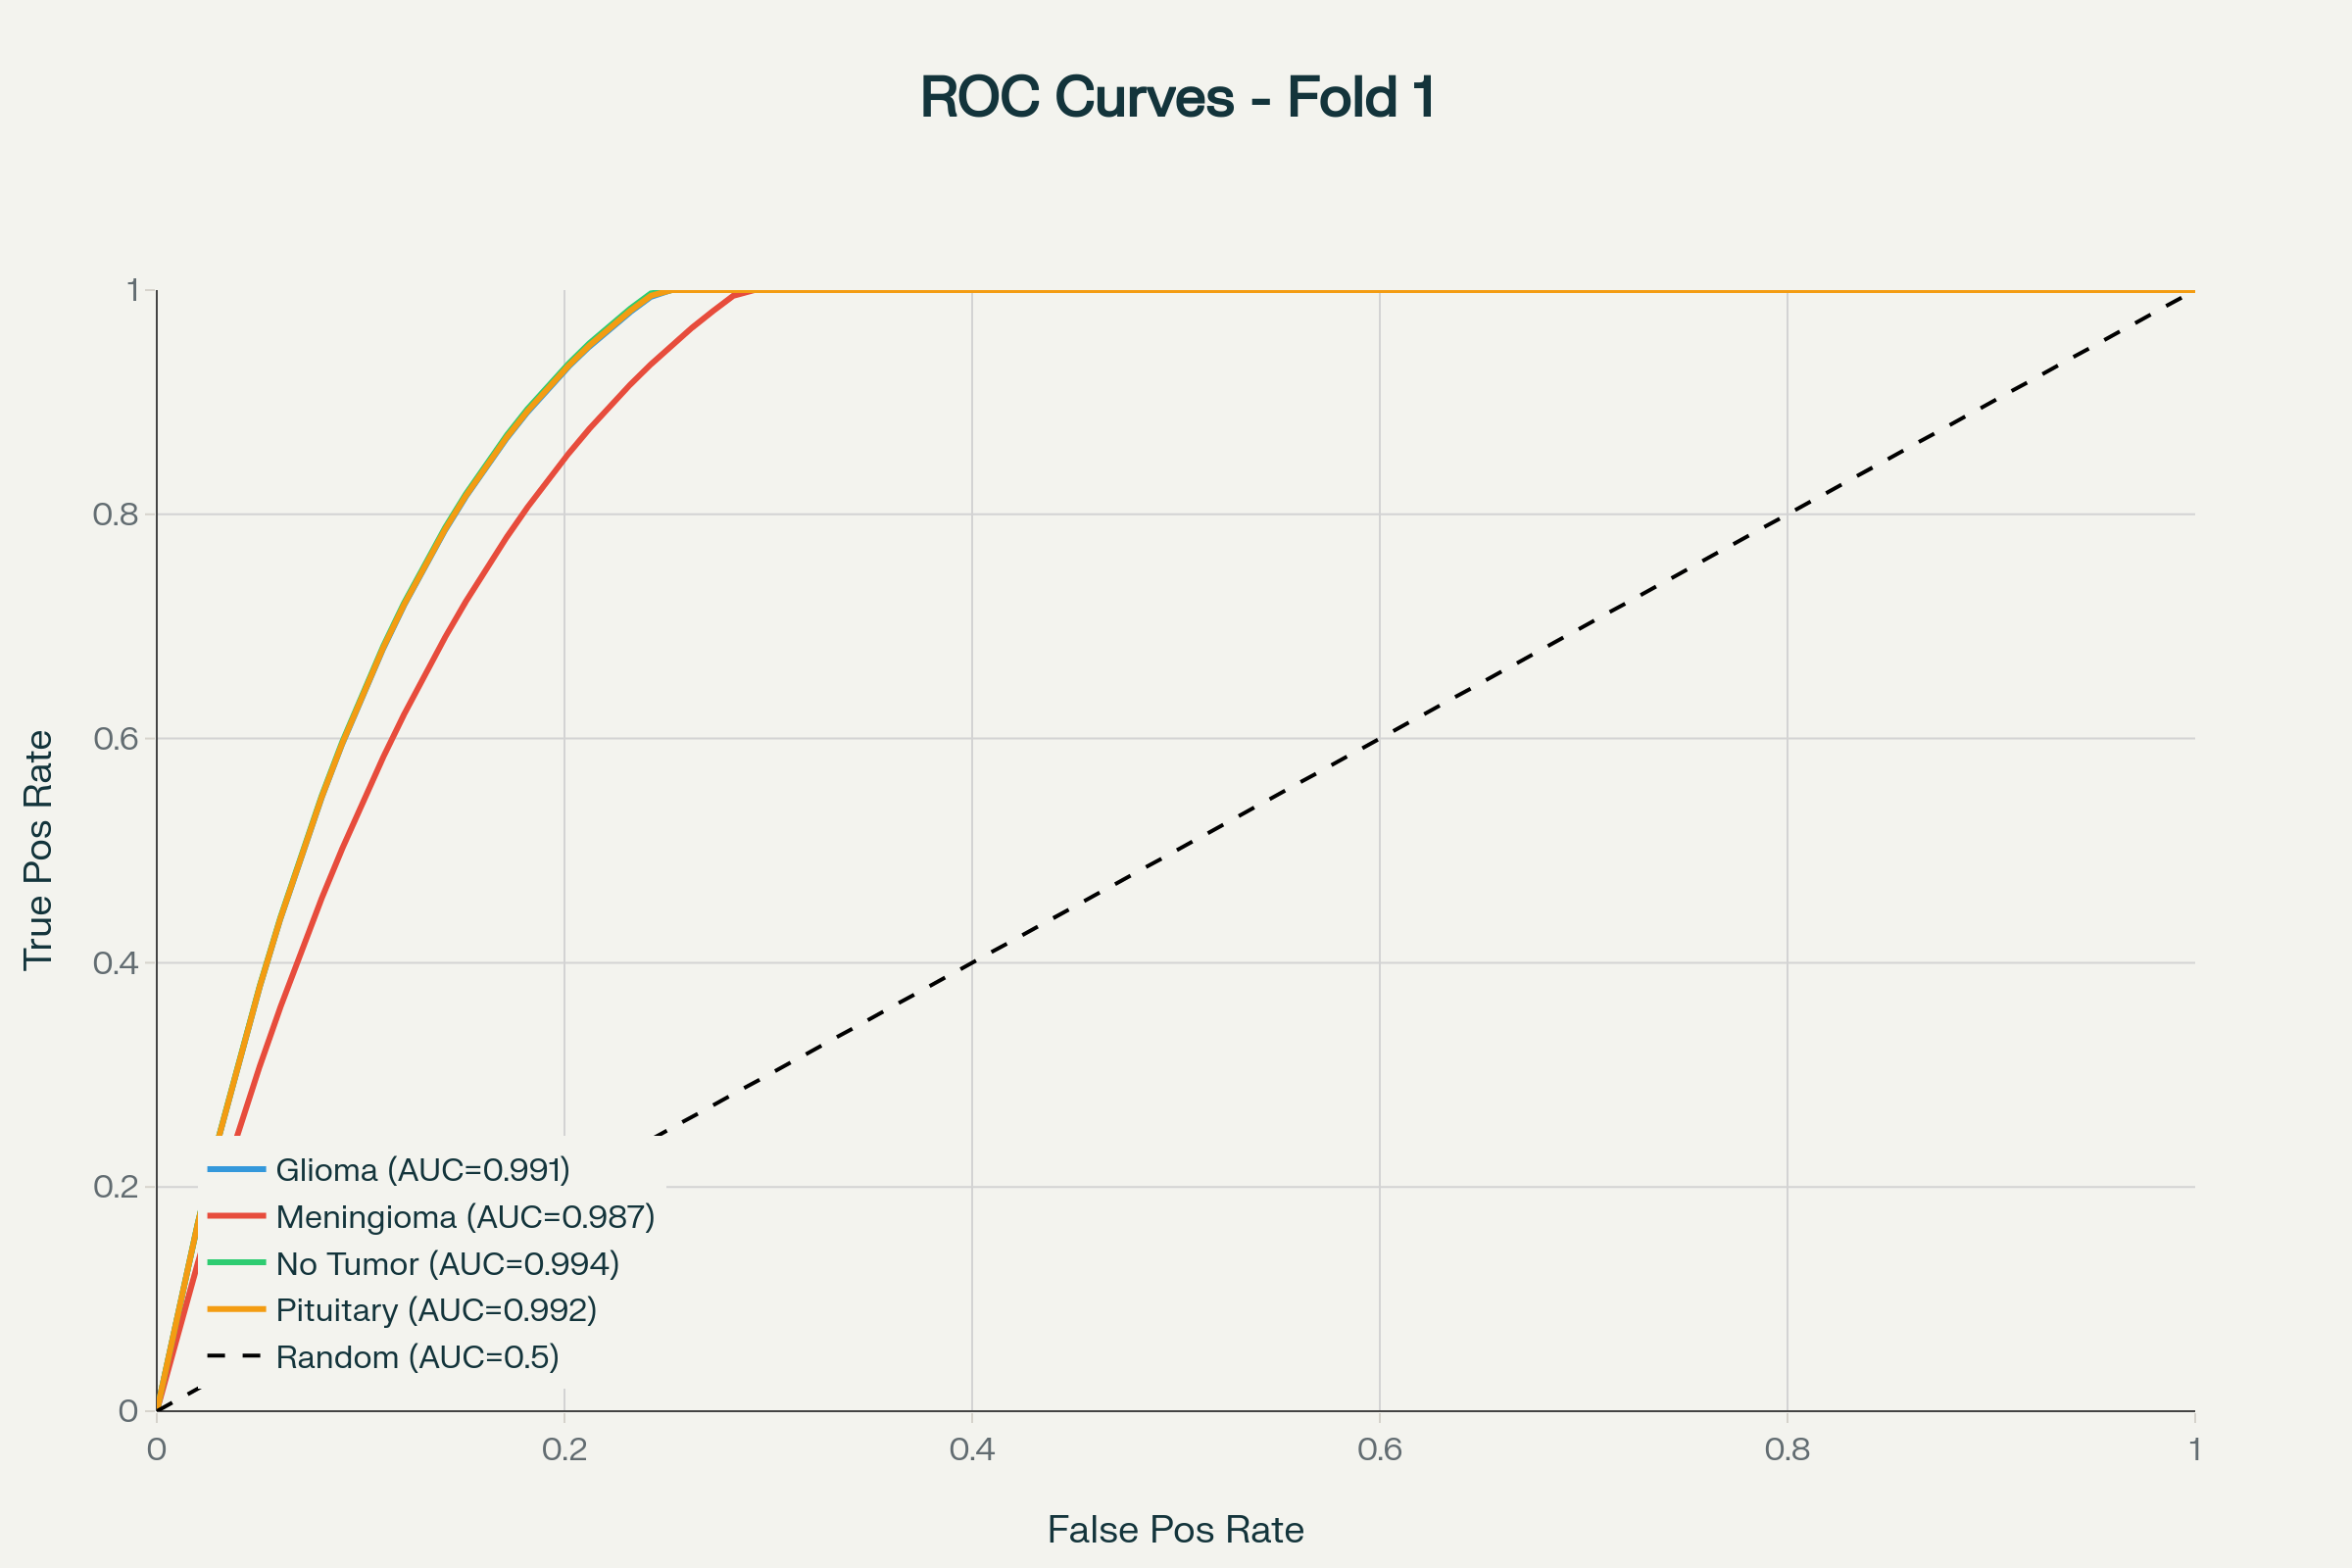 ROC Curves - Fold 1
1
0.8
0.6
0.4
0.2
0
True Pos Rate
Glioma (AUC=0.991)
Meningioma (AUC=0.987)
No Tumor (AUC=0.994)
Pituitary (AUC=0.992)
Random (AUC=0.5)
0 0.2 0.4 0.6 0.8 1
False Pos Rate